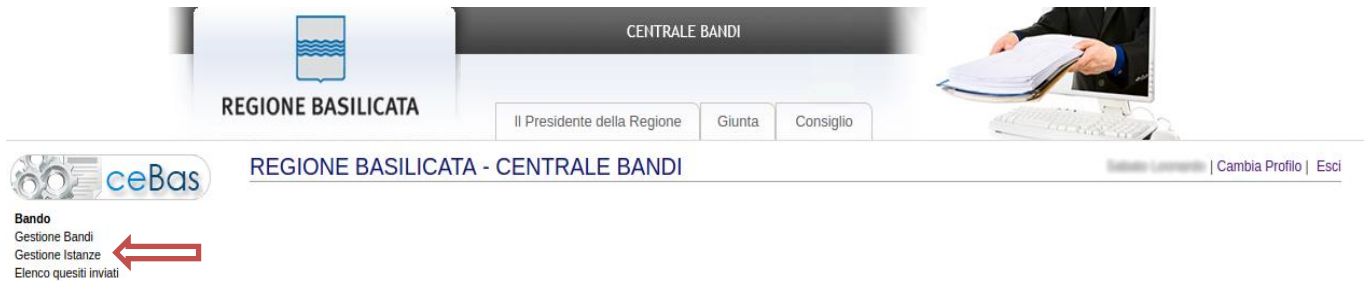 CENTRALE BANDI
REGIONE BASILICATA
Il Presidente della Regione
Giunta
Consiglio
ceBas
REGIONE BASILICATA - CENTRALE BANDI
| Cambia Profilo | Esci
Bando
Gestione Bandi
Gestione Istanze
Elenco quesiti inviati